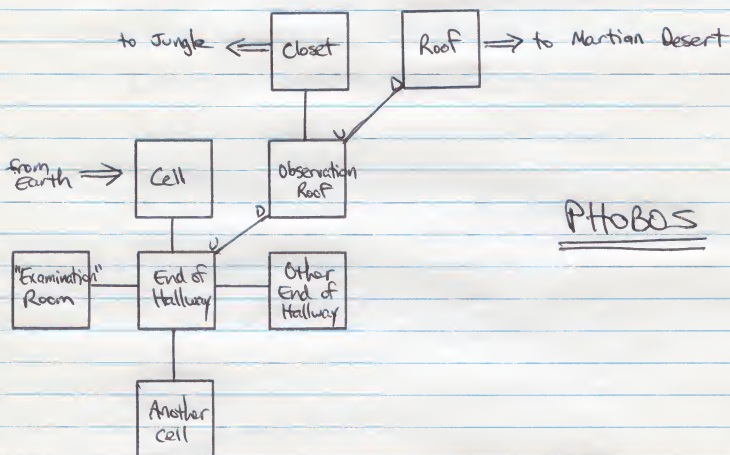 to Jungle
Closet
Roof
to Martian Desert
D
U
from
Earth
Cell
Observation
Roof
D
U
PHOBOS
"Examination"
Room
End of
Hallway
Other
End of
Hallway
Another
Cell